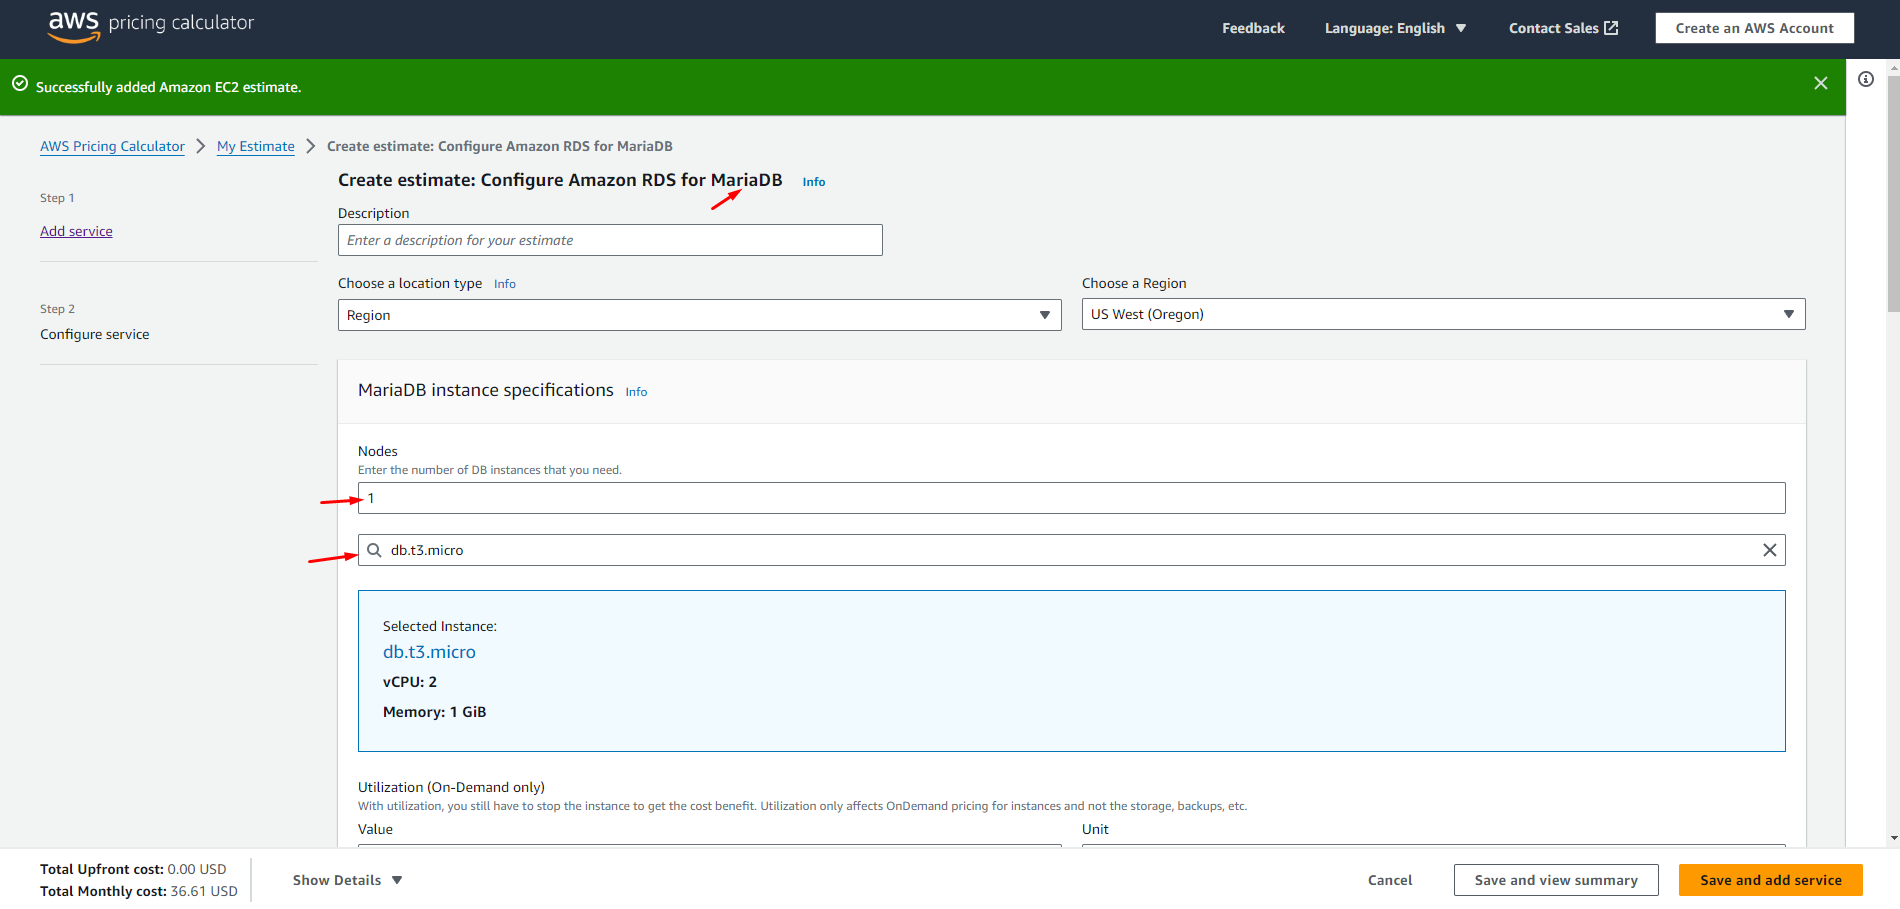 aws pricing calculator
Feedback Language: English Contact Sales Create an AWS Account
Successfully added Amazon EC2 estimate.
AWS Pricing Calculator My Estimate Create estimate: Configure Amazon RDS for MariaDB
Step 1
Add service
Step 2
Configure service
Create estimate: Configure Amazon RDS for MariaDB Info
Description
Enter a description for your estimate
Choose a location type Info
Region
Choose a Region
US West (Oregon)
MariaDB instance specifications Info
Nodes
Enter the number of DB instances that you need.
1
db.t3.micro
Selected Instance:
db.t3.micro
vCPU: 2
Memory: 1 GiB
Utilization (On-Demand only)
With utilization, you still have to stop the instance to get the cost benefit. Utilization only affects OnDemand pricing for instances and not the storage, backups, etc.
Value Unit
Total Upfront cost: 0.00 USD
Total Monthly cost: 36.61 USD
Show Details
Cancel Save and view summary Save and add service